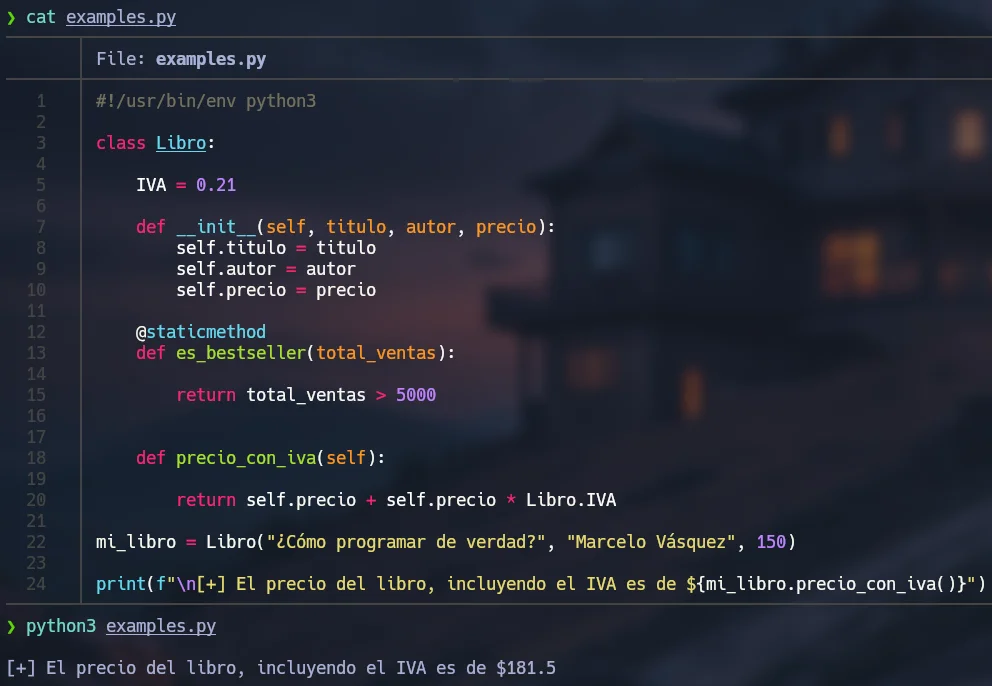 ❯ cat examples.py
File: examples.py
1 #!/usr/bin/env python3
2
3 class Libro:
4
5     IVA = 0.21
6
7     def __init__(self, titulo, autor, precio):
8         self.titulo = titulo
9         self.autor = autor
10         self.precio = precio
11
12     @staticmethod
13     def es_bestseller(total_ventas):
14
15         return total_ventas > 5000
16
17
18     def precio_con_iva(self):
19
20         return self.precio + self.precio * Libro.IVA
21
22 mi_libro = Libro("¿Cómo programar de verdad?", "Marcelo Vásquez", 150)
23
24 print(f"\n[+] El precio del libro, incluyendo el IVA es de ${mi_libro.precio_con_iva()}")
❯ python3 examples.py
[+] El precio del libro, incluyendo el IVA es de $181.5